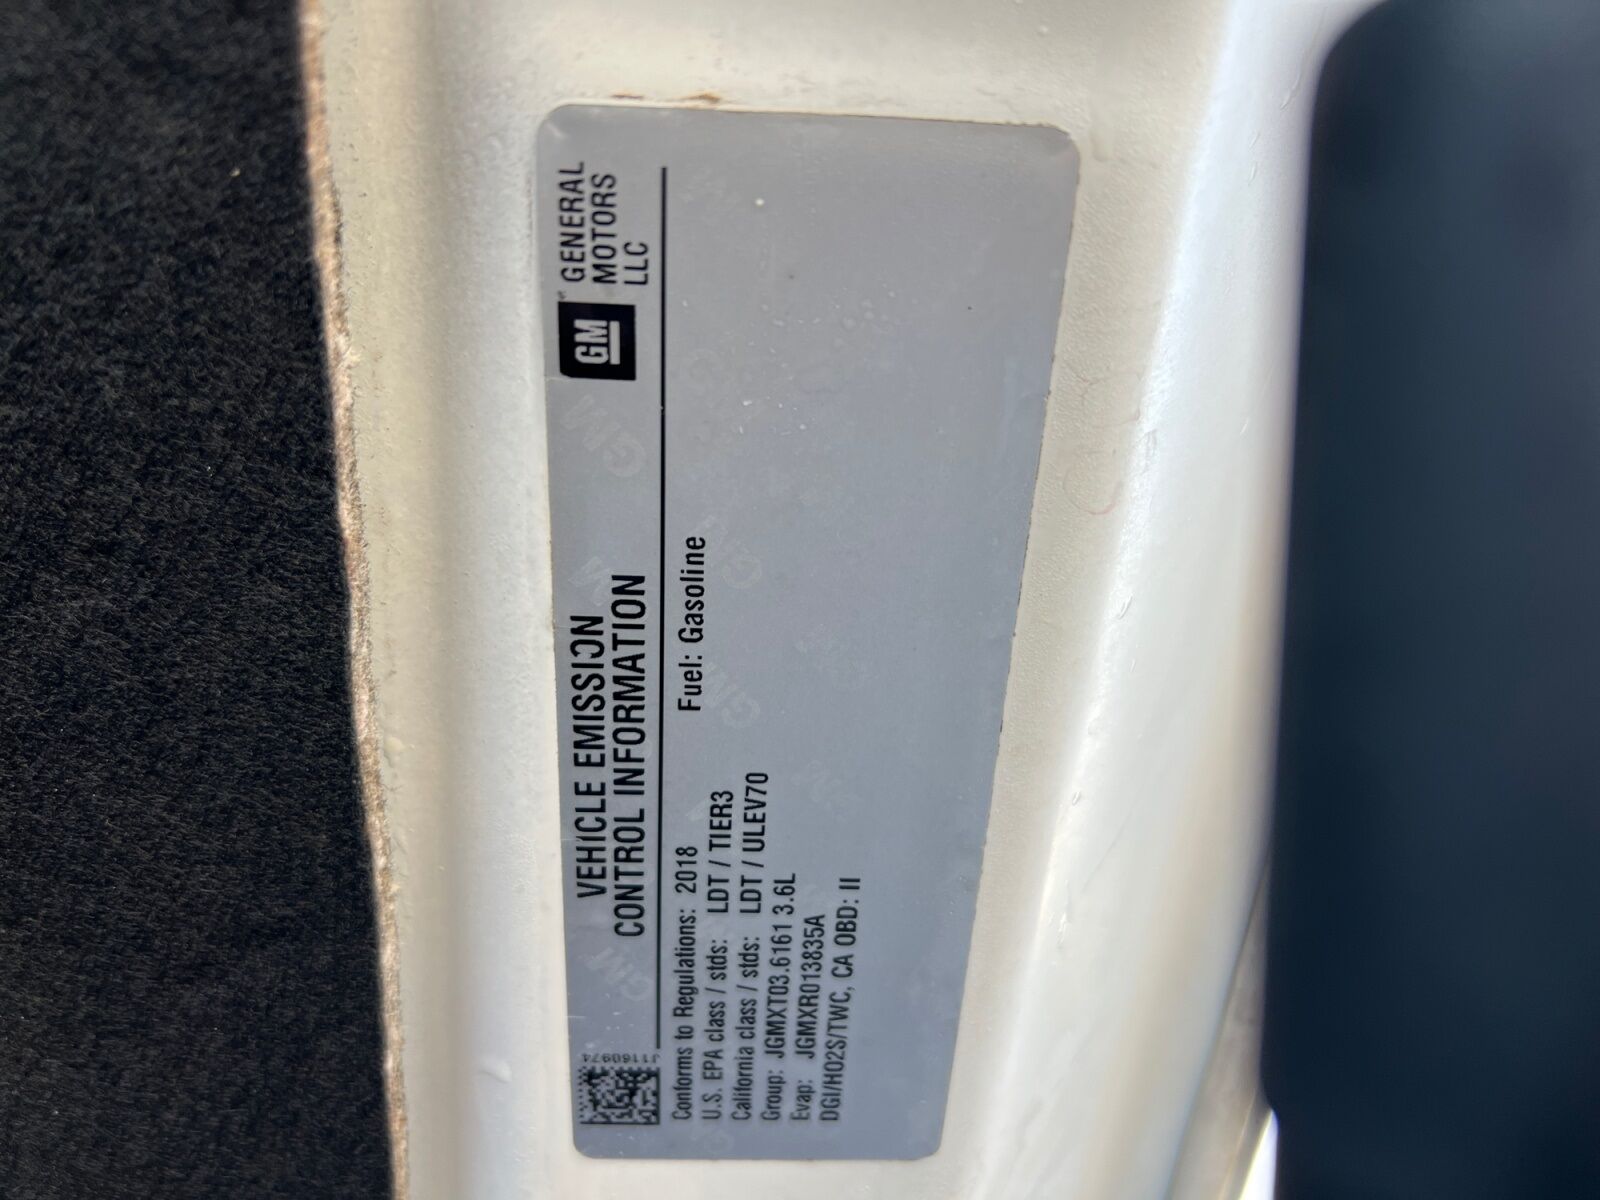 VEHICLE EMISSION
CONTROL INFORMATION
GM
GENERAL
MOTORS
LLC
Conforms to Regulations: 2018
Fuel: Gasoline
U.S. EPA class / stds: LDT / TIER3
California class / stds: LDT / ULEV70
Group: JGMXT03.6161 3.6L
Evap: JGMXR013835A
DGI/HO2S/TWC, CA OBD: II